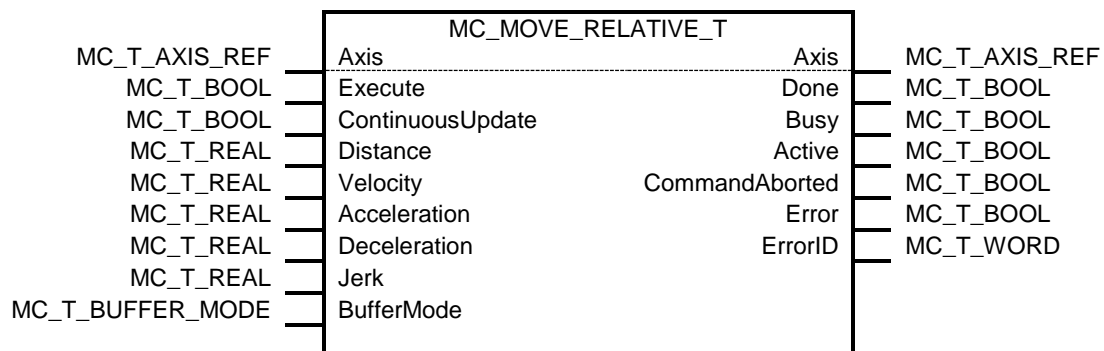 MC_MOVE_RELATIVE_T
MC_T_AXIS_REF Axis Axis MC_T_AXIS_REF
MC_T_BOOL Execute Done MC_T_BOOL
MC_T_BOOL ContinuousUpdate Busy MC_T_BOOL
MC_T_REAL Distance Active MC_T_BOOL
MC_T_REAL Velocity CommandAborted MC_T_BOOL
MC_T_REAL Acceleration Error MC_T_BOOL
MC_T_REAL Deceleration ErrorID MC_T_WORD
MC_T_REAL Jerk
MC_T_BUFFER_MODE BufferMode